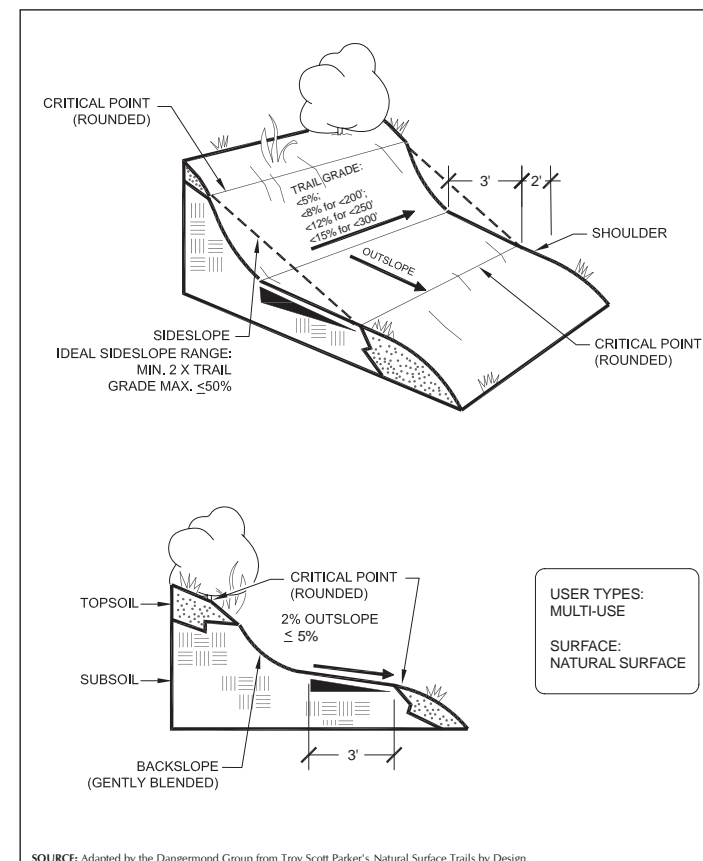 CRITICAL POINT
(ROUNDED)
TRAIL GRADE:
<5%;
<8% for <200';
<12% for <250'
<15% for <300'
3'
2'
SHOULDER
OUTSLOPE
SIDESLOPE
IDEAL SIDESLOPE RANGE:
MIN. 2 X TRAIL
GRADE MAX. ≤50%
CRITICAL POINT
(ROUNDED)
CRITICAL POINT
(ROUNDED)
2% OUTSLOPE
≤ 5%
TOPSOIL
SUBSOIL
BACKSLOPE
(GENTLY BLENDED)
3'
USER TYPES:
MULTI-USE
SURFACE:
NATURAL SURFACE
SOURCE: Adapted by the Dangermond Group from Troy Scott Parker's, Natural Surface Trails by Design